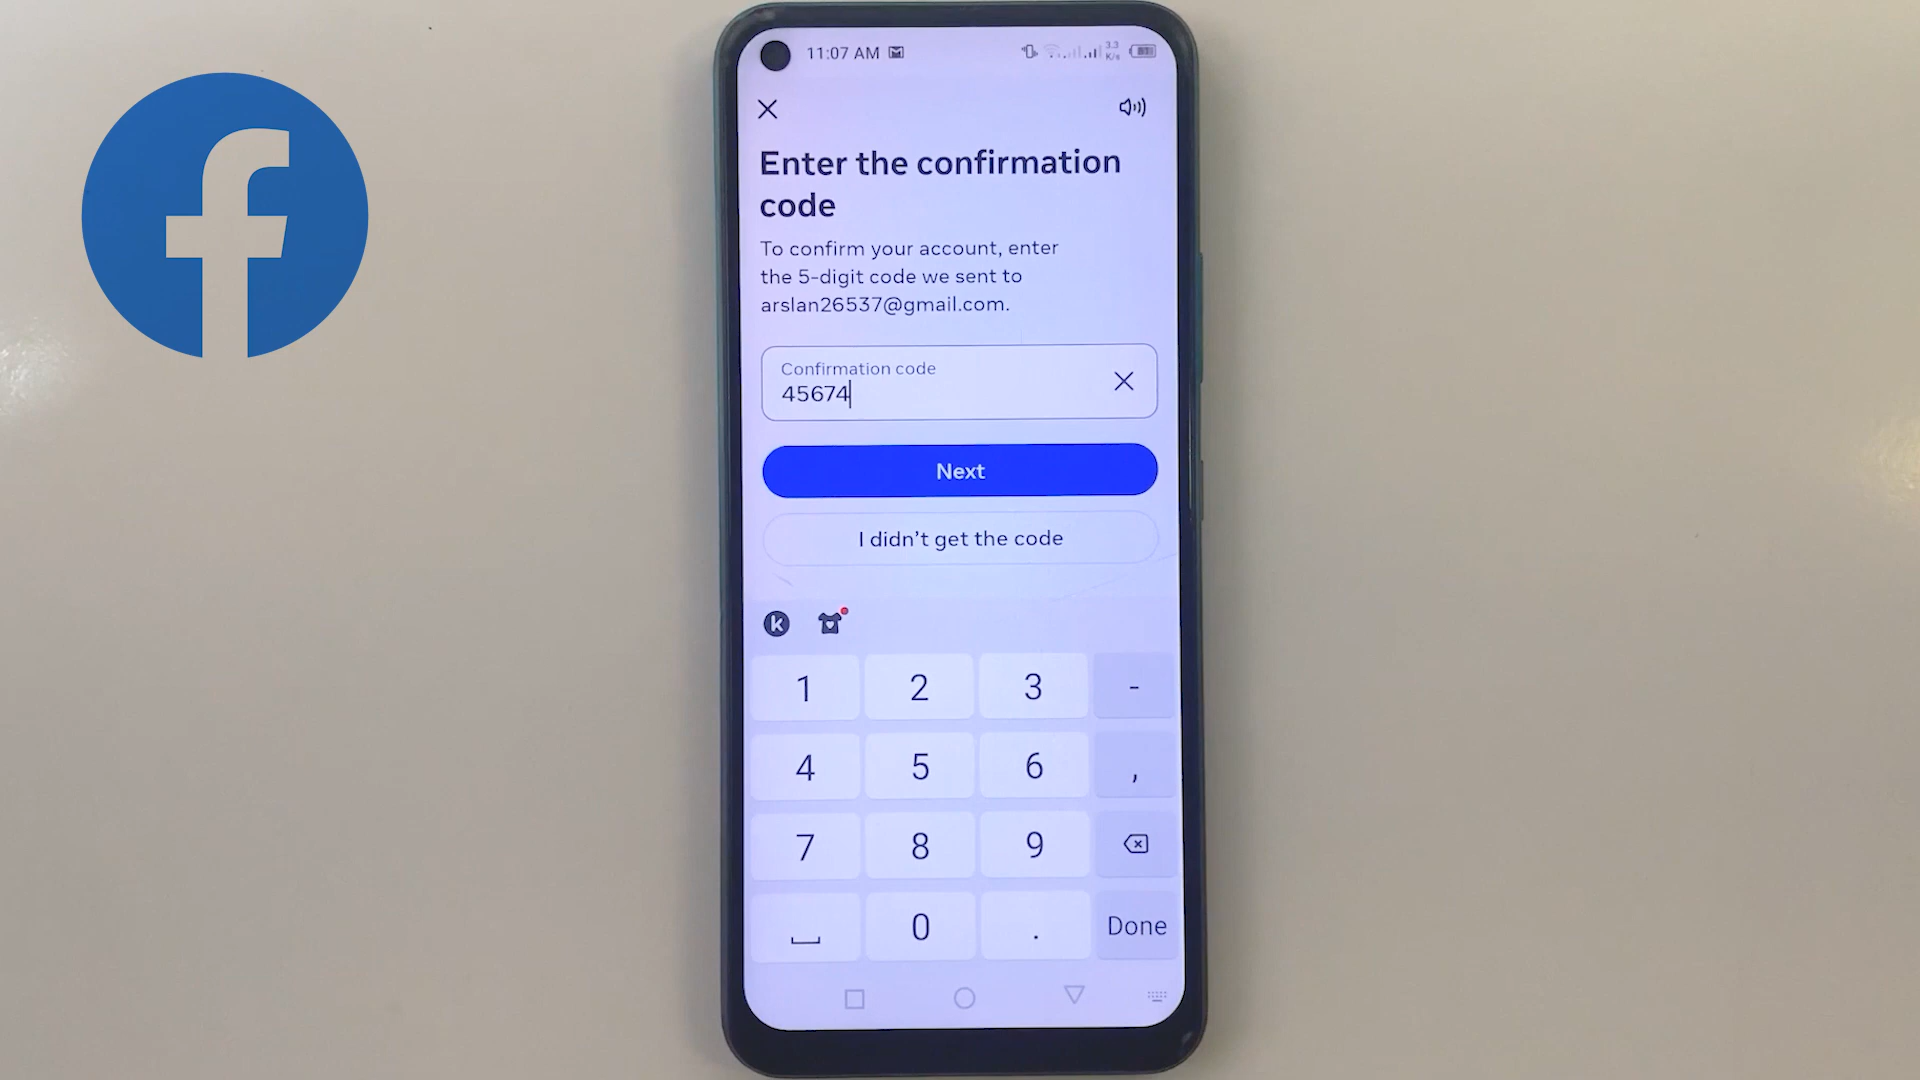 11:07 AM
3.3
K/s
Enter the confirmation
code
To confirm your account, enter
the 5-digit code we sent to
arslan26537@gmail.com.
Confirmation code
45674
Next
I didn't get the code
k
1 2 3 -
4 5 6 ,
7 8 9
0 . Done
f